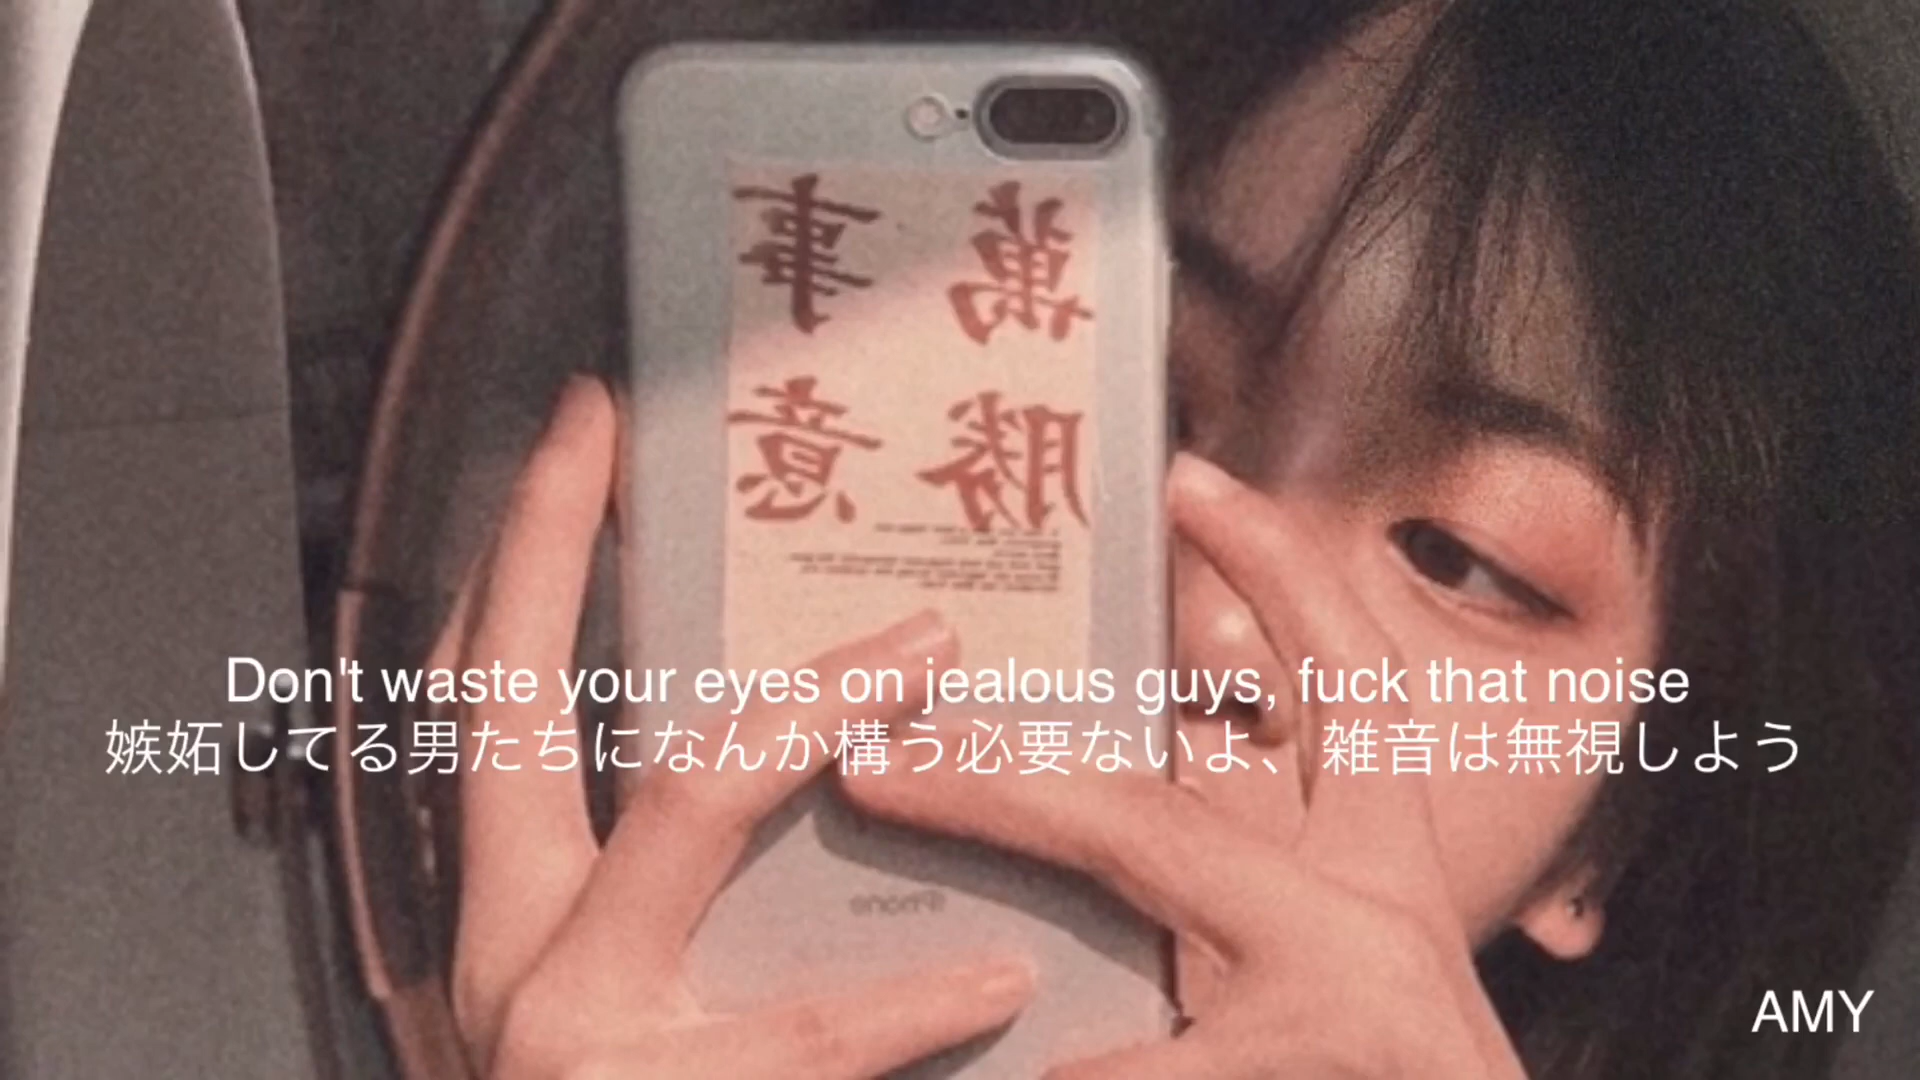 萬事
勝意
Don't waste your eyes on jealous guys, fuck that noise
嫉妬してる男たちになんか構う必要ないよ、雑音は無視しよう
iPhone
AMY